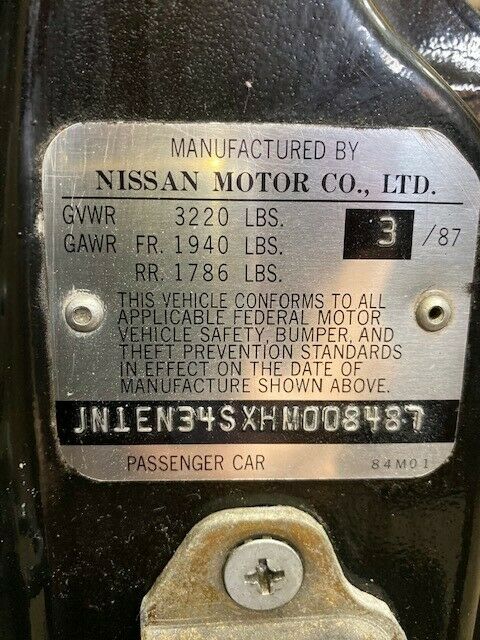 MANUFACTURED BY
NISSAN MOTOR CO., LTD.
GVWR 3220 LBS. 3 /87
GAWR FR. 1940 LBS.
RR. 1786 LBS.
THIS VEHICLE CONFORMS TO ALL
APPLICABLE FEDERAL MOTOR
VEHICLE SAFETY, BUMPER, AND
THEFT PREVENTION STANDARDS
IN EFFECT ON THE DATE OF
MANUFACTURE SHOWN ABOVE.
JN1EN34SXHM008487
PASSENGER CAR 84M01